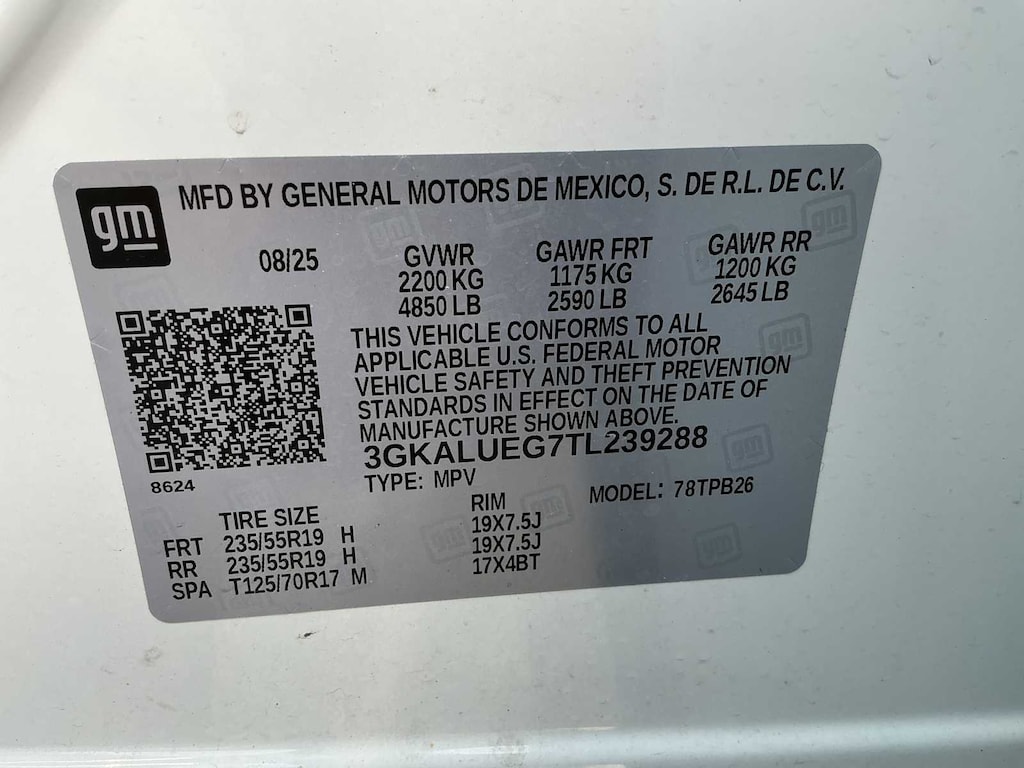 gm
MFD BY GENERAL MOTORS DE MEXICO, S. DE R.L. DE C.V.
08/25 GVWR GAWR FRT GAWR RR
2200 KG 1175 KG 1200 KG
4850 LB 2590 LB 2645 LB
THIS VEHICLE CONFORMS TO ALL
APPLICABLE U.S. FEDERAL MOTOR
VEHICLE SAFETY AND THEFT PREVENTION
STANDARDS IN EFFECT ON THE DATE OF
MANUFACTURE SHOWN ABOVE.
3GKALUEG7TL239288
8624
TYPE: MPV MODEL: 78TPB26
TIRE SIZE RIM
FRT 235/55R19 H 19X7.5J
RR 235/55R19 H 19X7.5J
SPA T125/70R17 M 17X4BT